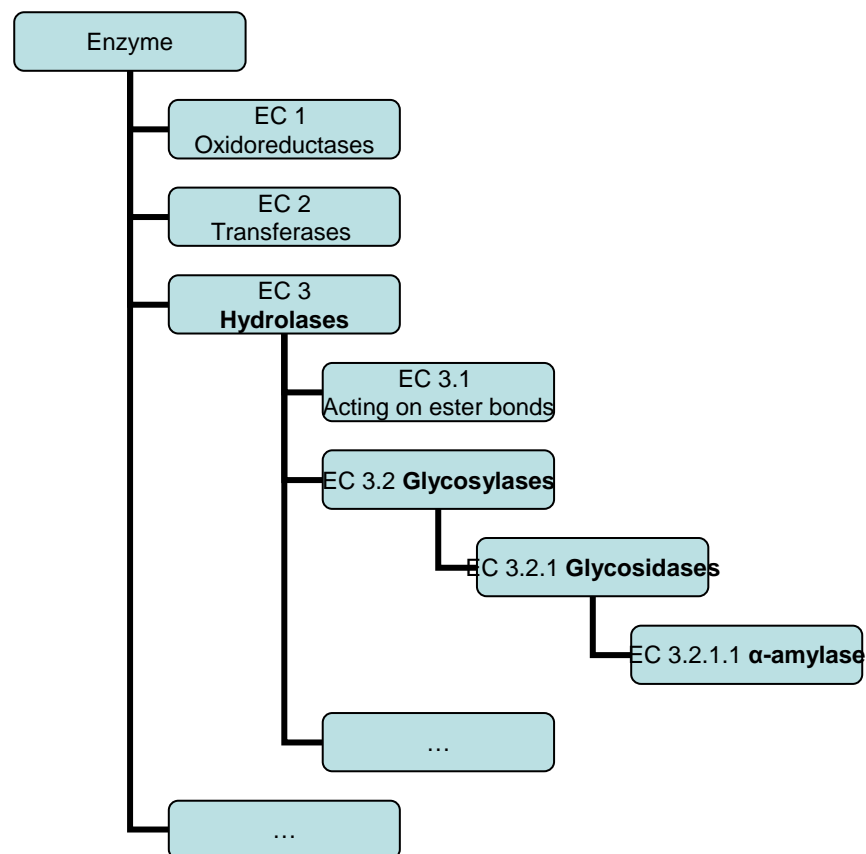 Enzyme
EC 1
Oxidoreductases
EC 2
Transferases
EC 3
Hydrolases
EC 3.1
Acting on ester bonds
EC 3.2 Glycosylases
EC 3.2.1 Glycosidases
EC 3.2.1.1 α-amylase
…
…